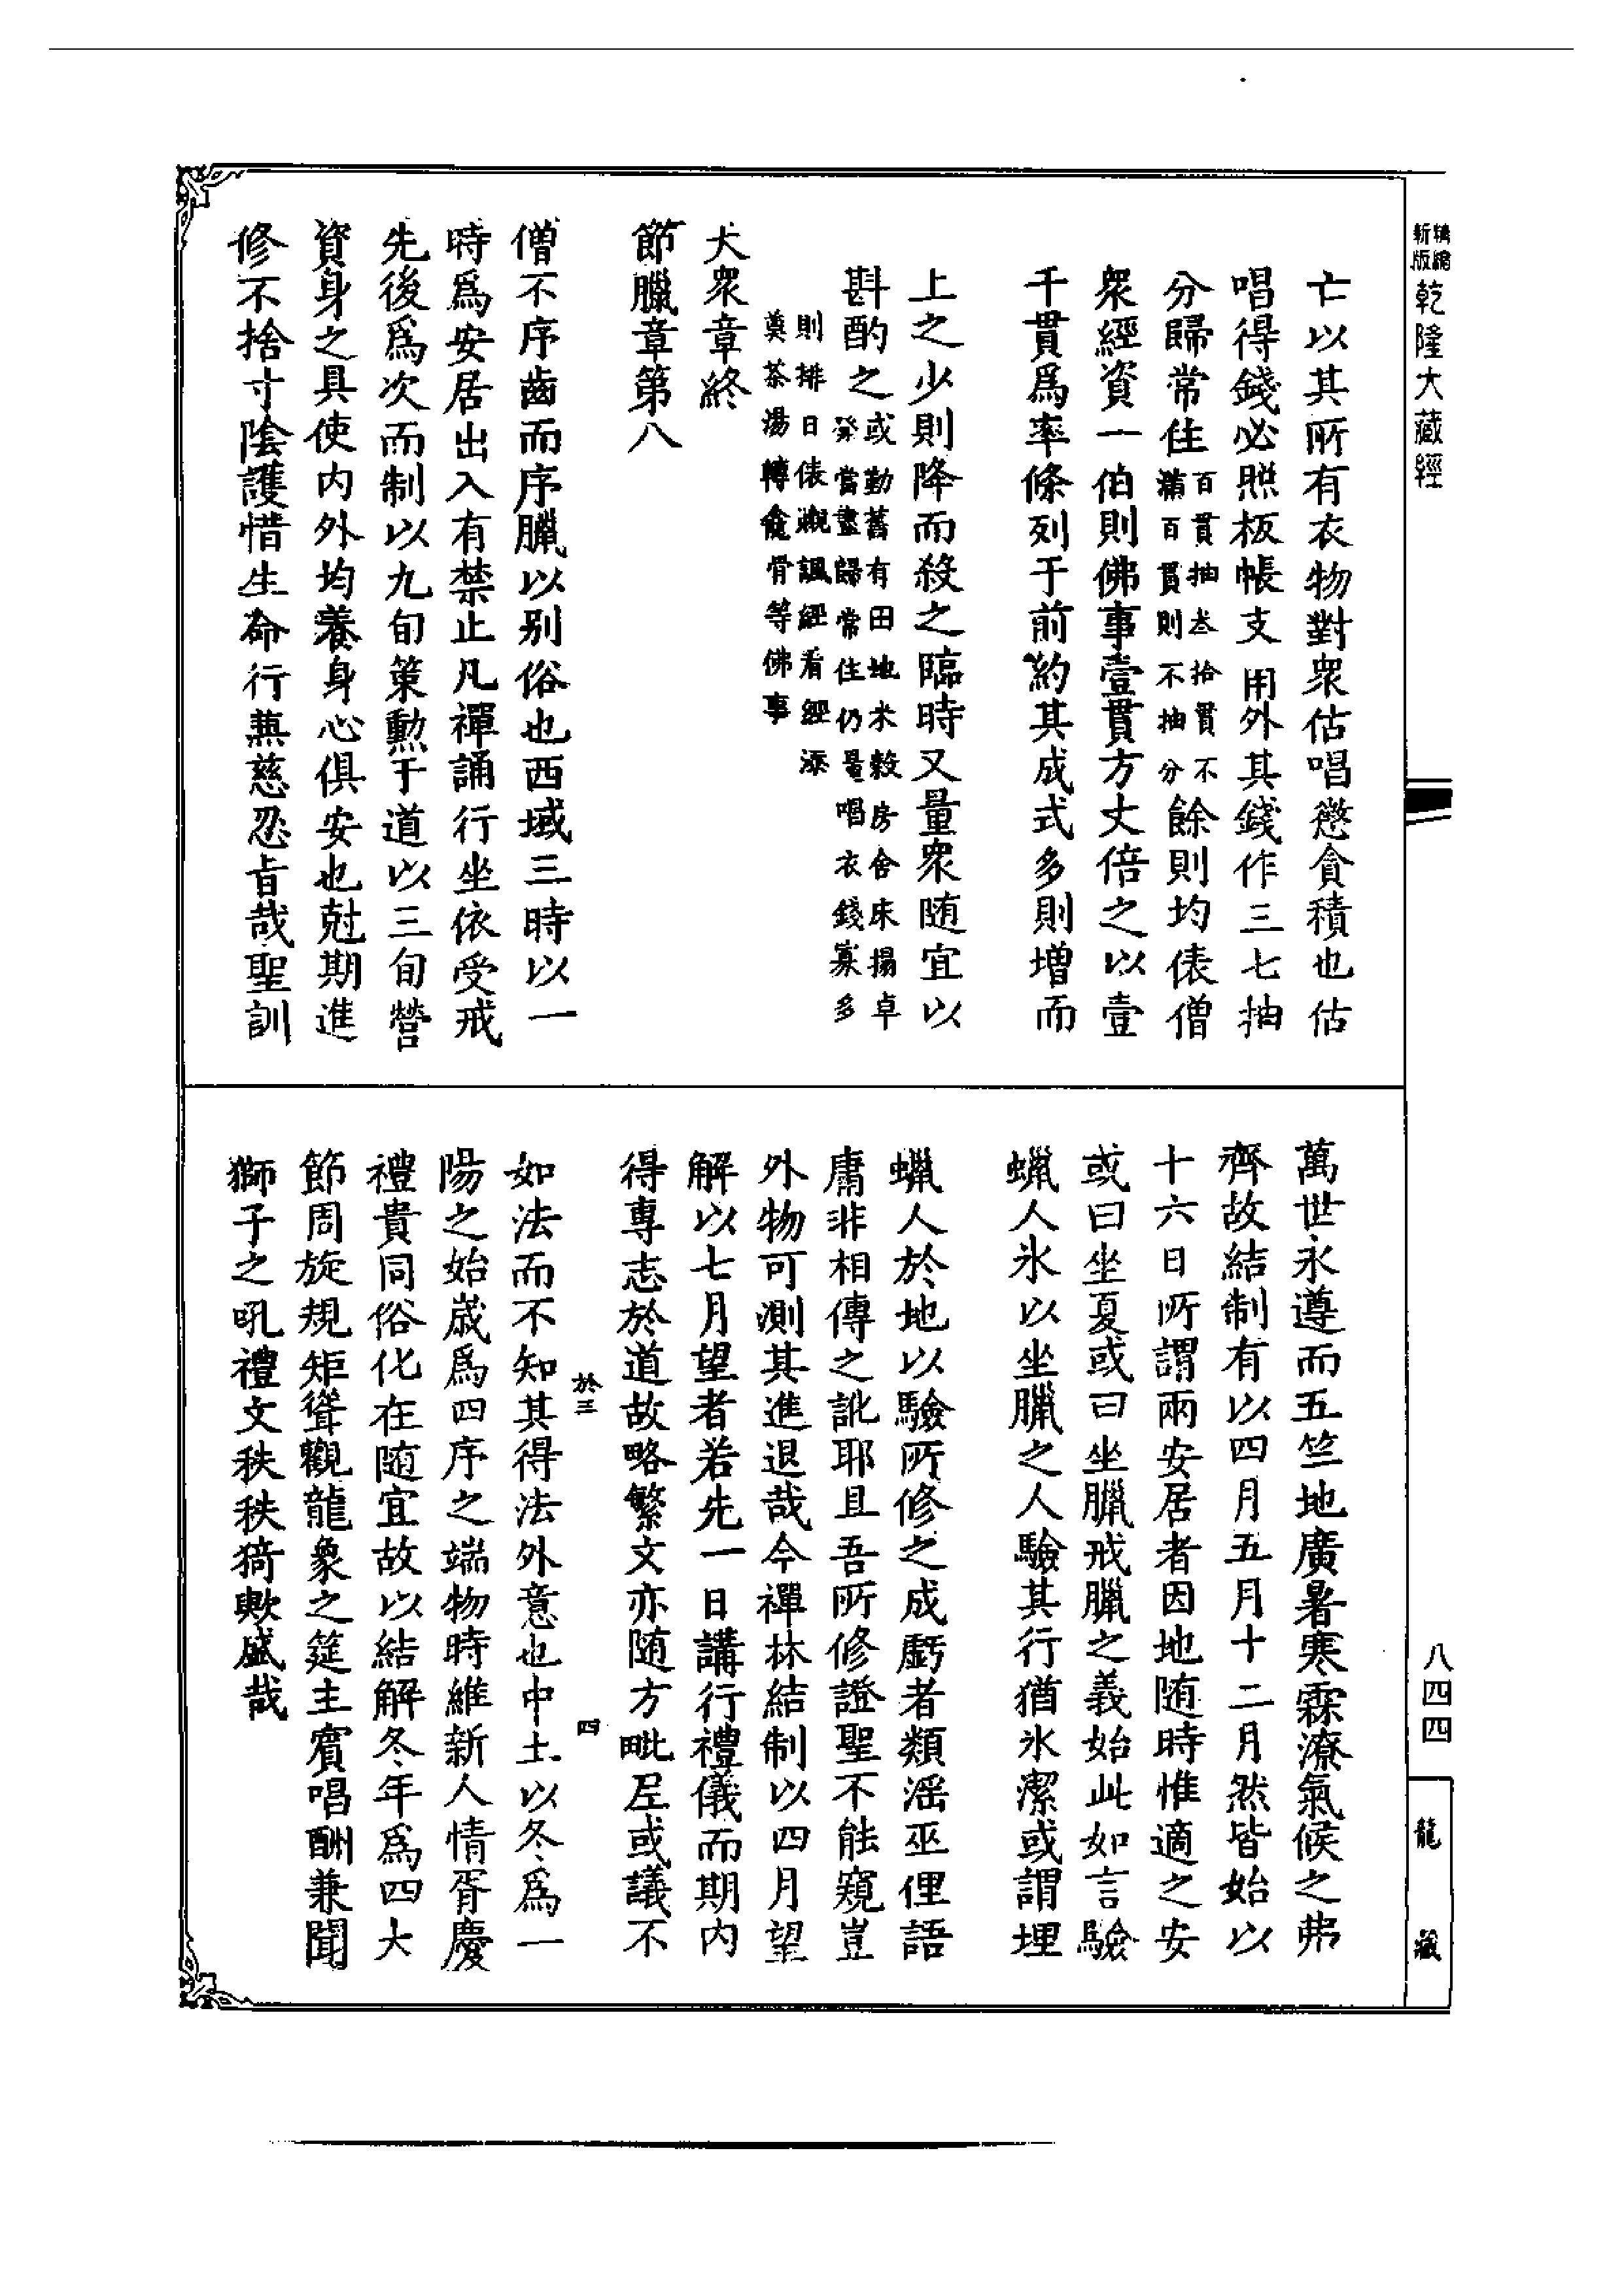 新編
縮版
乾隆大藏經
亡以其所有衣物對衆估唱懲貪積也估
唱得錢必照板帳支用外其錢作三七抽
分歸常住百貫抽叁拾貫不滿百貫則不抽分餘則均俵僧
衆經資一伯則佛事壹貫方丈倍之以壹
千貫爲率條列于前約其成式多則增而
上之少則降而殺之臨時又量衆随宜以
斟酌之或勤舊有田地米穀房舍床搨卓
發當盡歸常住仍量唱衣錢寡多
則排日俵䞋諷經看經添
奠茶湯轉龕骨等佛事
大衆章終
節臘章第八
僧不序齒而序臘以别俗也西域三時以一
時爲安居出入有禁止凡禪誦行坐依受戒
先後爲次而制以九旬策勲于道以三旬營
資身之具使内外均養身心俱安也尅期進
修不捨寸陰護惜生命行無慈忍旨哉聖訓
萬世永遵而五竺地廣暑寒霖潦氣候之弗
齊故結制有以四月五月十二月然皆始以
十六日所謂兩安居者因地随時惟適之安
或曰坐夏或曰坐臘戒臘之義始此如言驗
蠟人氷以坐臘之人驗其行猶氷潔或謂埋
蠟人於地以驗所修之成虧者類滛巫俚語
庸非相傳之訛耶且吾所修證聖不能窺豈
外物可測其進退哉今禪林結制以四月望
解以七月望者若先一日講行禮儀而期内
得專志於道故略繁文亦随方毗尼或議不
於三
四
如法而不知其得法外意也中土以冬爲一
陽之始歳爲四序之端物時維新人情胥慶
禮貴同俗化在随宜故以結解冬年爲四大
節周旋規矩聳觀龍象之筵主賓唱酬兼聞
獅子之吼禮文秩秩猗歟盛哉
八四四
龍藏